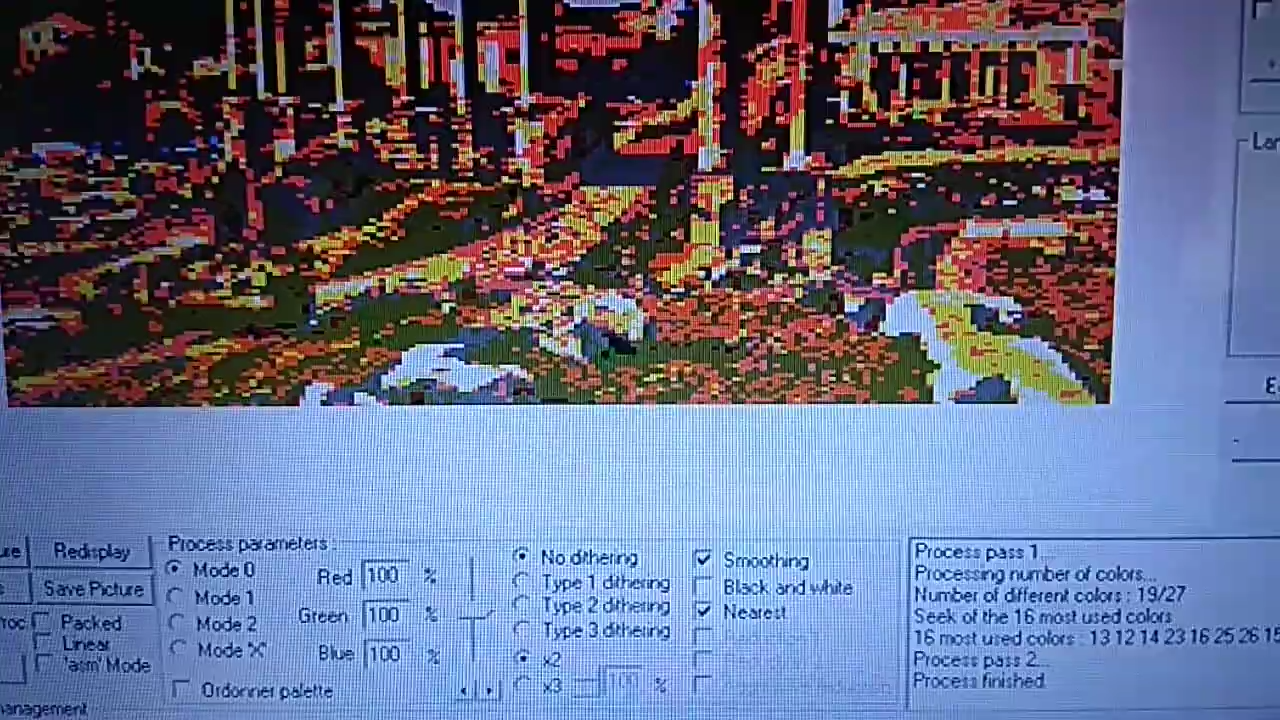 Redisplay
Save Picture
Packed
Linear
'asm' Mode
Process parameters :
Mode 0
Mode 1
Mode 2
Mode 'X'
Red 100 %
Green 100 %
Blue 100 %
Ordonner palette
No dithering
Type 1 dithering
Type 2 dithering
Type 3 dithering
x2
x3
100 %
Smoothing
Black and white
Nearest
Process pass 1...
Processing number of colors...
Number of different colors : 19/27
Seek of the 16 most used colors
16 most used colors : 13 12 14 23 16 25 26 15
Process pass 2...
Process finished.